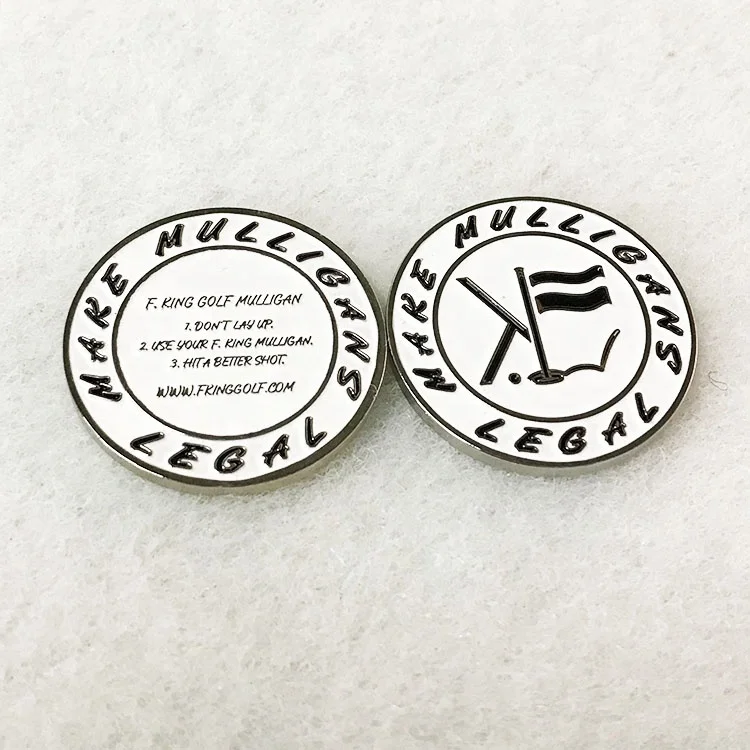 MAKE MULLIGANS
LEGAL
F. KING GOLF MULLIGAN
1. DON'T LAY UP.
2. USE YOUR F. KING MULLIGAN.
3. HIT A BETTER SHOT.
WWW.FKINGGOLF.COM
MAKE MULLIGANS
LEGAL